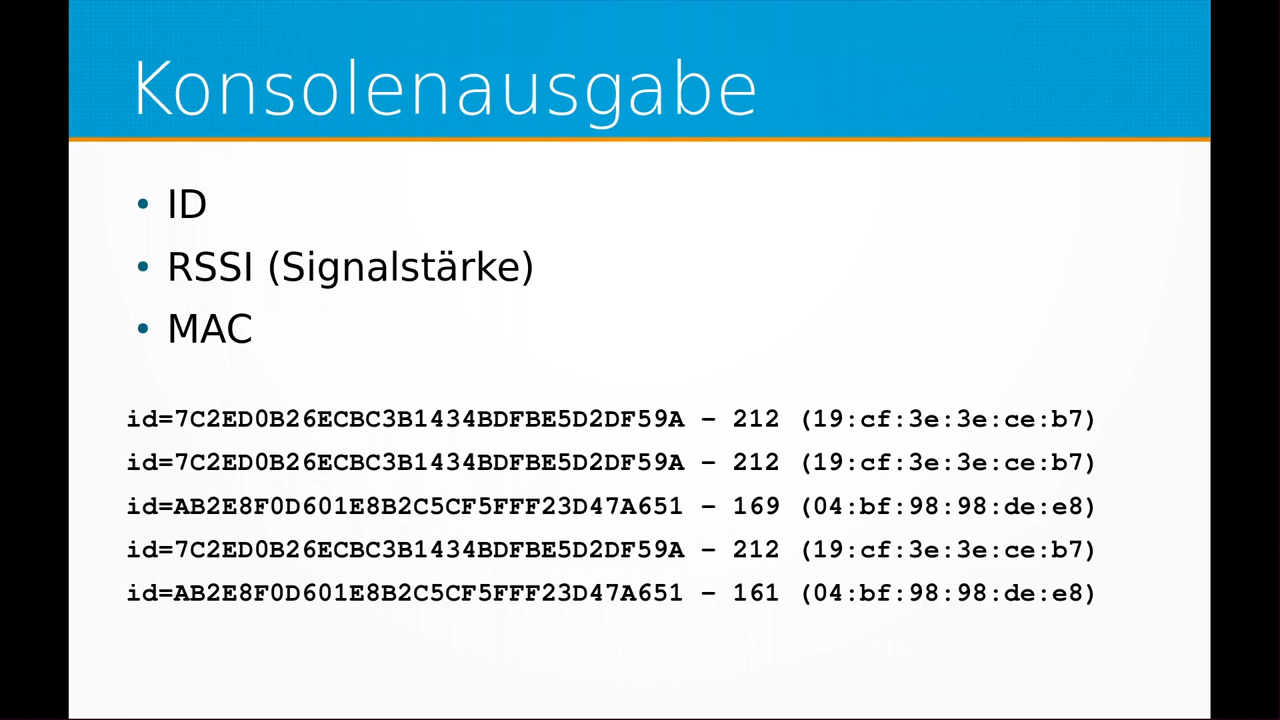 Konsolenausgabe
• ID
• RSSI (Signalstärke)
• MAC
id=7C2ED0B26ECBC3B1434BDFBE5D2DF59A – 212 (19:cf:3e:3e:ce:b7)
id=7C2ED0B26ECBC3B1434BDFBE5D2DF59A – 212 (19:cf:3e:3e:ce:b7)
id=AB2E8F0D601E8B2C5CF5FFF23D47A651 – 169 (04:bf:98:98:de:e8)
id=7C2ED0B26ECBC3B1434BDFBE5D2DF59A – 212 (19:cf:3e:3e:ce:b7)
id=AB2E8F0D601E8B2C5CF5FFF23D47A651 – 161 (04:bf:98:98:de:e8)